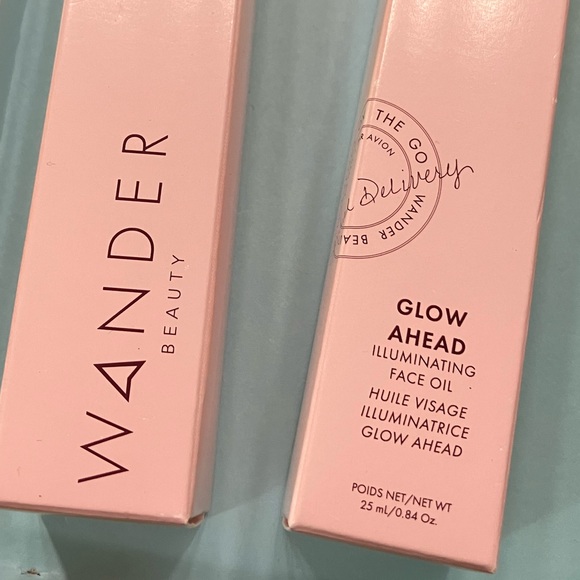 WANDER
BEAUTY
THE GO
WANDER
AVION
Delivery
GLOW
AHEAD
ILLUMINATING
FACE OIL
HUILE VISAGE
ILLUMINATRICE
GLOW AHEAD
POIDS NET/NET WT
25 mL/0.84 Oz.